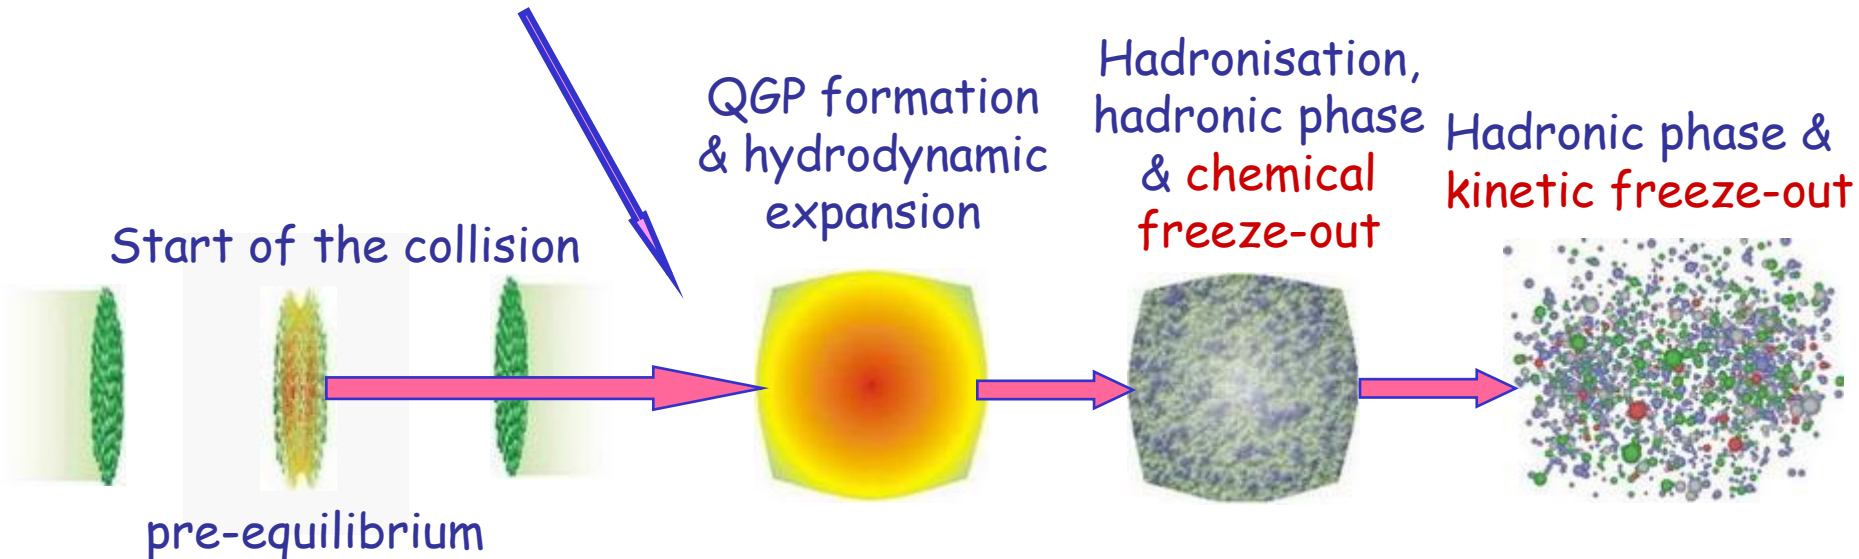 Start of the collision
pre-equilibrium
QGP formation
& hydrodynamic
expansion
Hadronisation,
hadronic phase
& chemical
freeze-out
Hadronic phase &
kinetic freeze-out